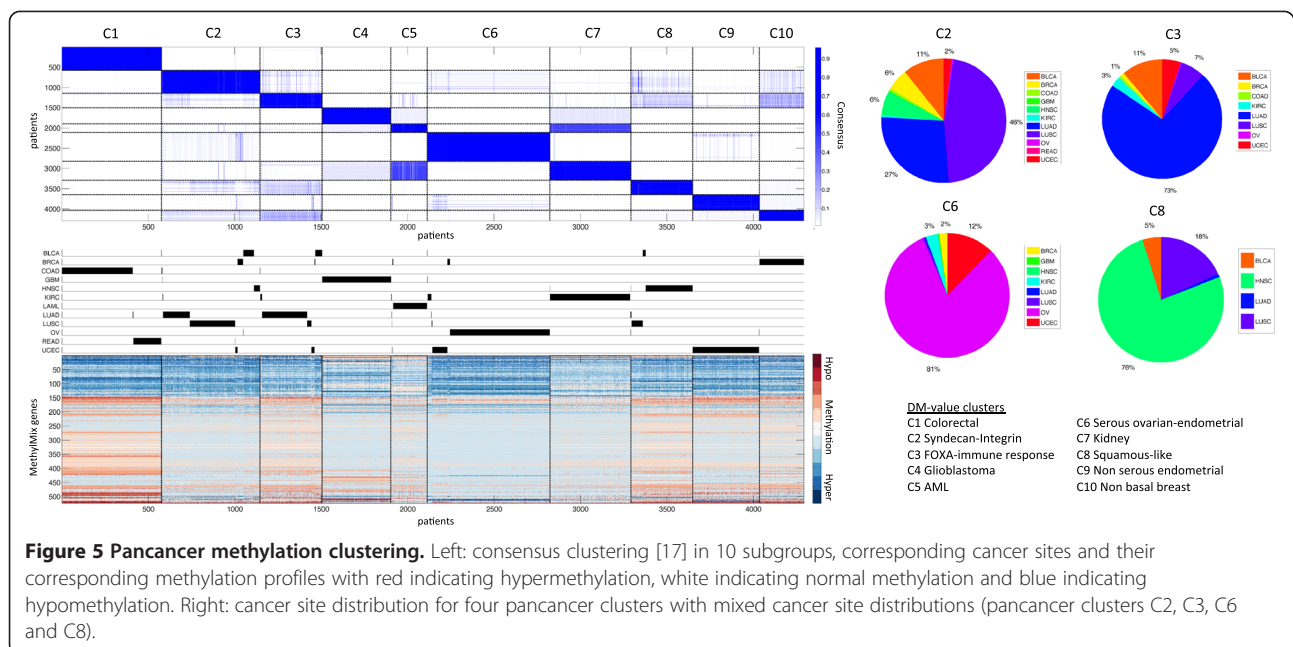 C1 C2 C3 C4 C5 C6 C7 C8 C9 C10
500
1000
1500
2000
2500
3000
3500
4000
patients
500 1000 1500 2000 2500 3000 3500 4000
patients
0.9
0.8
0.7
0.6
0.5
0.4
0.3
0.2
0.1
Consensus
BLCA
BRCA
COAD
GBM
HNSC
KIRC
LAML
LUAD
LUSC
OV
READ
UCEC
50
100
150
200
250
300
350
400
450
500
MethylMix genes
500 1000 1500 2000 2500 3000 3500 4000
patients
Hypo
Methylation
Hyper
C2
2%
11%
6%
6%
27%
46%
BLCA
BRCA
COAD
GBM
HNSC
KIRC
LUAD
LUSC
OV
READ
UCEC
C3
5%
7%
11%
1%
3%
73%
BLCA
BRCA
COAD
KIRC
LUAD
LUSC
OV
UCEC
C6
3%
2%
12%
81%
BRCA
GBM
HNSC
KIRC
LUAD
LUSC
OV
UCEC
C8
5%
18%
76%
BLCA
HNSC
LUAD
LUSC
DM-value clusters
C1 Colorectal
C2 Syndecan-Integrin
C3 FOXA-immune response
C4 Glioblastoma
C5 AML
C6 Serous ovarian-endometrial
C7 Kidney
C8 Squamous-like
C9 Non serous endometrial
C10 Non basal breast
Figure 5 Pancancer methylation clustering. Left: consensus clustering [17] in 10 subgroups, corresponding cancer sites and their
corresponding methylation profiles with red indicating hypermethylation, white indicating normal methylation and blue indicating
hypomethylation. Right: cancer site distribution for four pancancer clusters with mixed cancer site distributions (pancancer clusters C2, C3, C6
and C8).